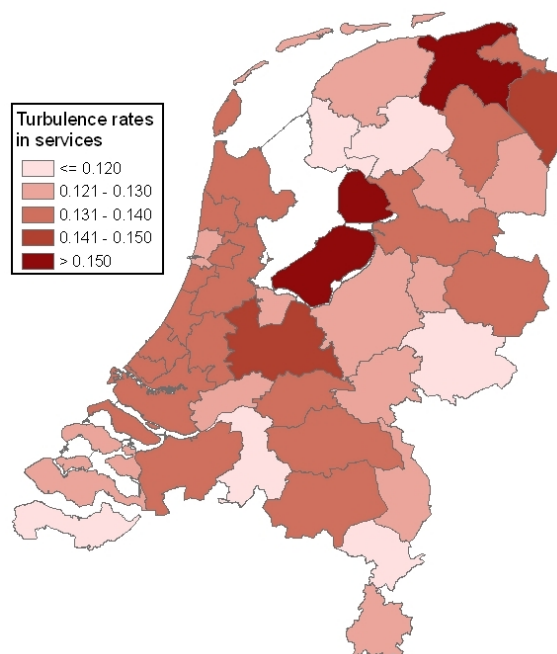 Turbulence rates
in services
<= 0.120
0.121 - 0.130
0.131 - 0.140
0.141 - 0.150
> 0.150